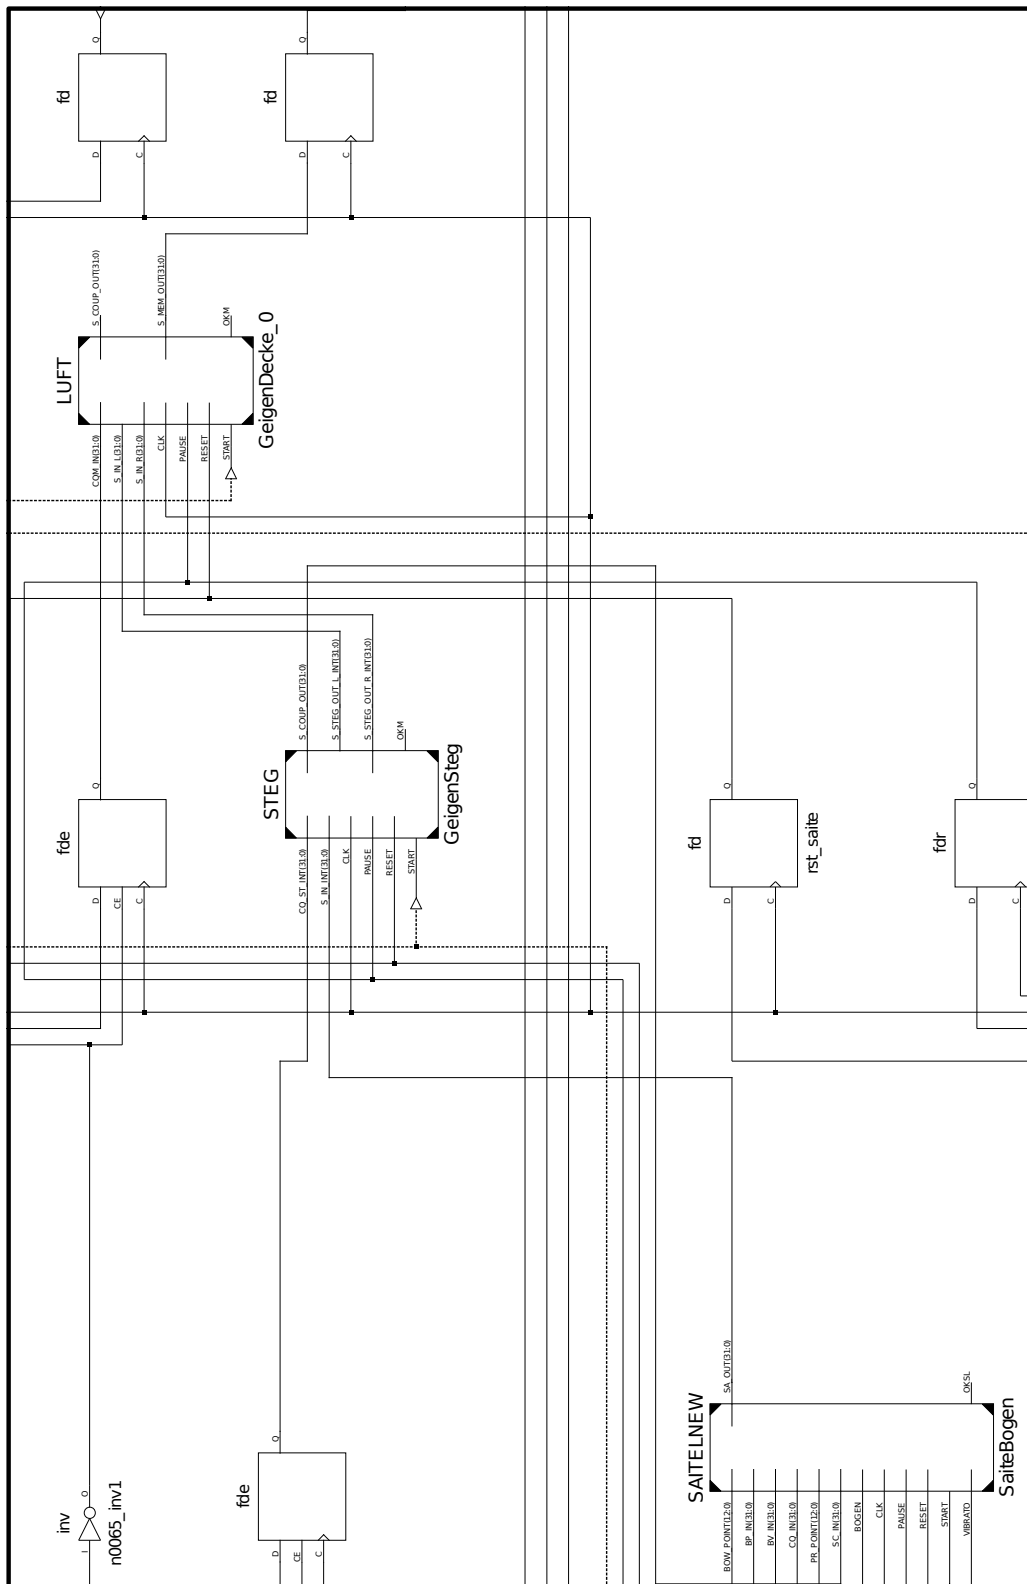 Q
Q
fd
fd
D
C
D
C
S_COUP_OUT(31:0)
S_MEM_OUT(31:0)
OKM
LUFT
GeigenDecke_0
CQM_IN(31:0)
S_IN_L(31:0)
S_IN_R(31:0)
CLK
PAUSE
RESET
START
S_COUP_OUT(31:0)
S_STEG_OUT_L_INT(31:0)
S_STEG_OUT_R_INT(31:0)
OKM
Q
Q
Q
STEG
GeigenSteg
fde
fd
rst_saite
fdr
D
CE
C
CQ_ST_INT(31:0)
S_IN_INT(31:0)
CLK
PAUSE
RESET
START
D
C
D
C
SA_OUT(31:0)
OKSL
SAITELNEW
SaiteBogen
Q
fde
O
inv
n0065_inv1
I
D
CE
C
BOW_POINT(12:0)
BP_IN(31:0)
BV_IN(31:0)
CQ_IN(31:0)
PR_POINT(12:0)
SC_IN(31:0)
BOGEN
CLK
PAUSE
RESET
START
VIBRATO